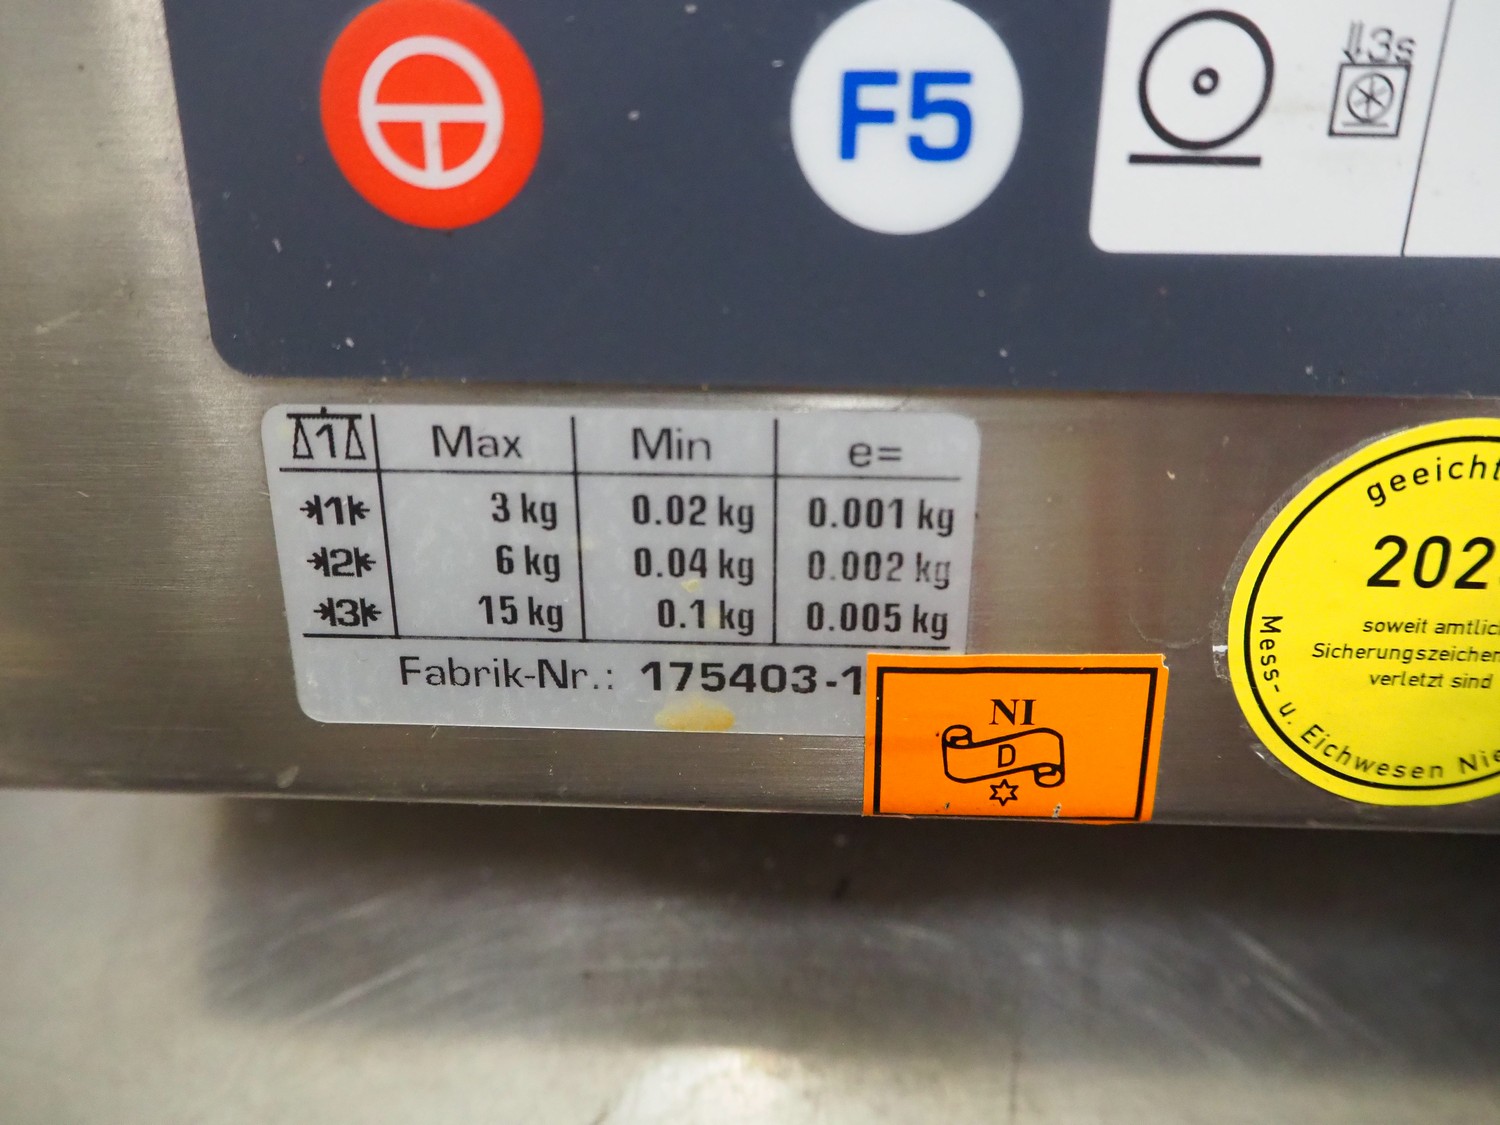 F5
3s
1 Max Min e=
1 3 kg 0.02 kg 0.001 kg
2 6 kg 0.04 kg 0.002 kg
3 15 kg 0.1 kg 0.005 kg
Fabrik-Nr.: 175403-1
NI
D
geeicht
soweit amtlich
Sicherungszeichen
verletzt sind
Mess- u. Eichwesen